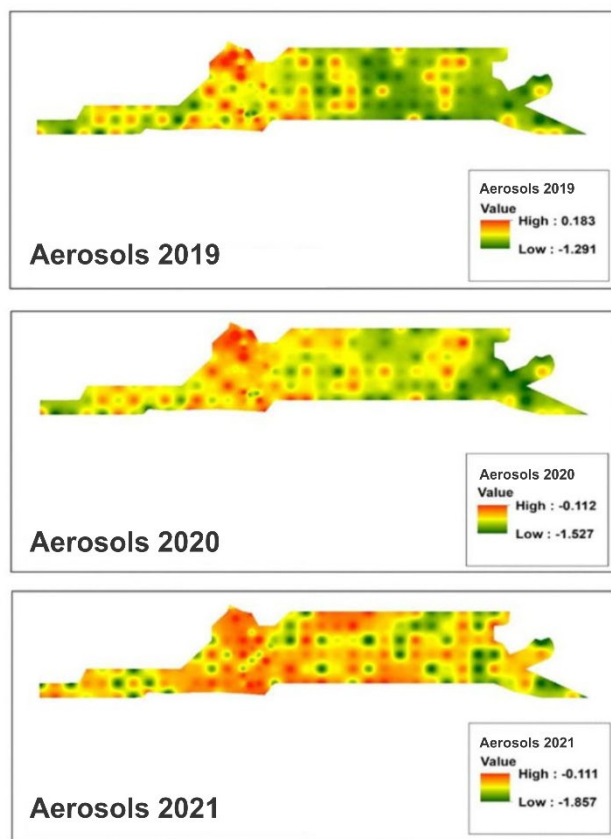 Aerosols 2019
Value
High : 0.183
Low : -1.291
Aerosols 2019
Aerosols 2020
Value
High : -0.112
Low : -1.527
Aerosols 2020
Aerosols 2021
Value
High : -0.111
Low : -1.857
Aerosols 2021